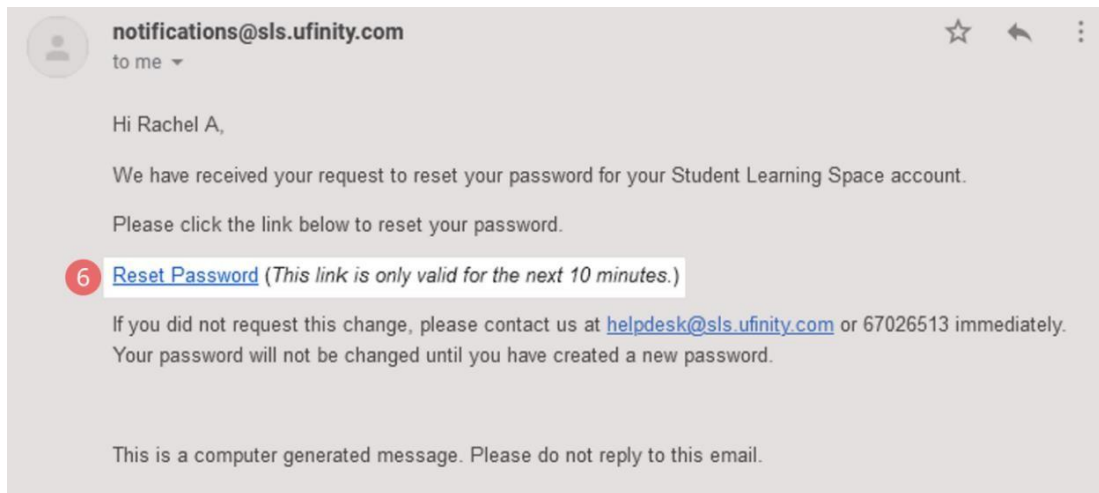 notifications@sls.ufinity.com
to me
Hi Rachel A,
We have received your request to reset your password for your Student Learning Space account.
Please click the link below to reset your password.
6 Reset Password (This link is only valid for the next 10 minutes.)
If you did not request this change, please contact us at helpdesk@sls.ufinity.com or 67026513 immediately.
Your password will not be changed until you have created a new password.
This is a computer generated message. Please do not reply to this email.